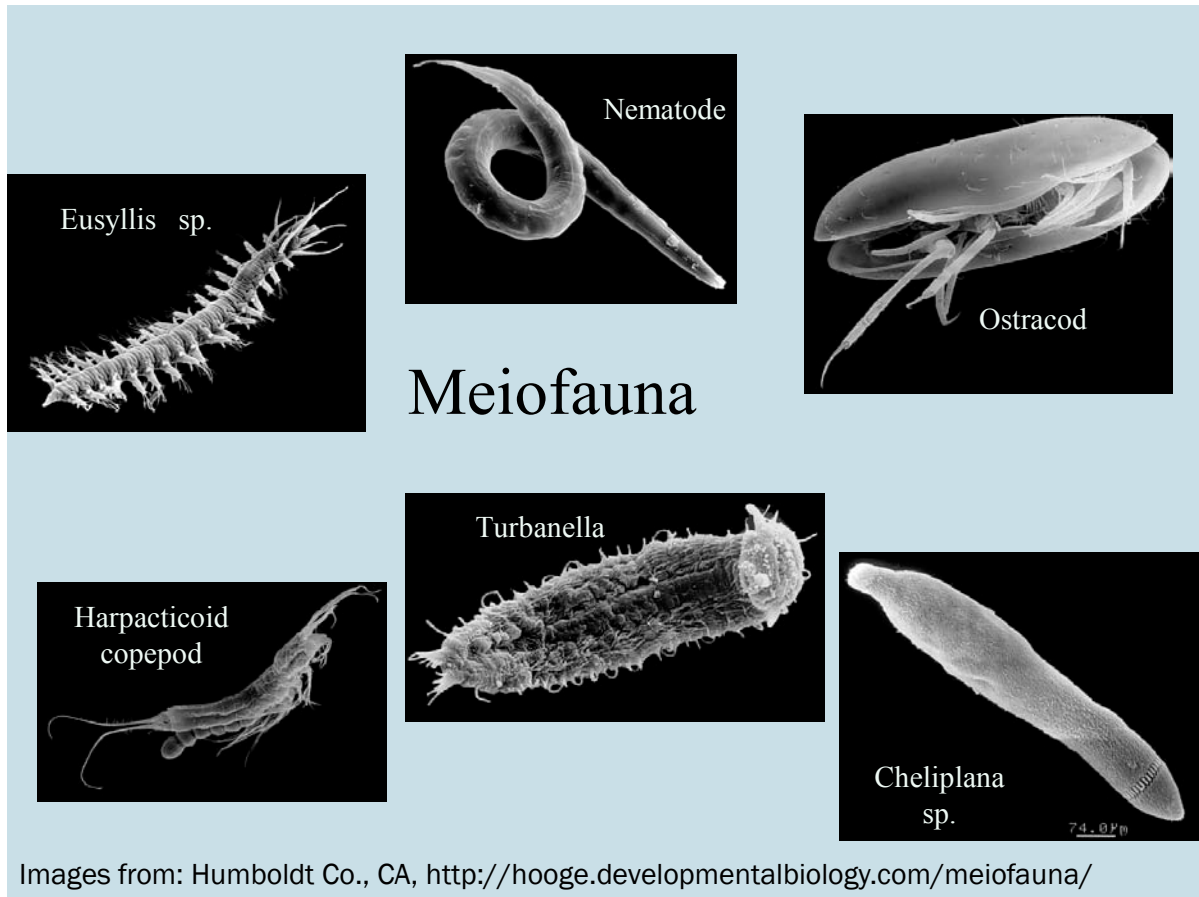 Nematode
Eusyllis sp.
Ostracod
Meiofauna
Turbanella
Harpacticoid
copepod
Cheliplana
sp.
74.0µm
Images from: Humboldt Co., CA, http://hooge.developmentalbiology.com/meiofauna/